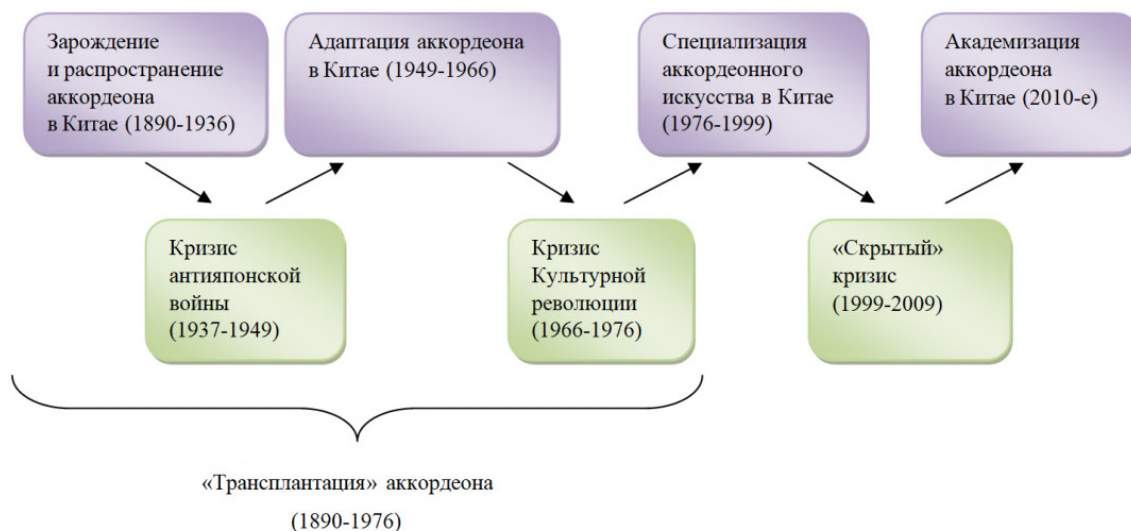 Зарождение
и распространение
аккордеона
в Китае (1890-1936)
Адаптация аккордеона
в Китае (1949-1966)
Специализация
аккордеонного
искусства в Китае
(1976-1999)
Академизация
аккордеона
в Китае (2010-е)
Кризис
антияпонской
войны
(1937-1949)
Кризис
Культурной
революции
(1966-1976)
«Скрытый»
кризис
(1999-2009)
«Трансплантация» аккордеона
(1890-1976)